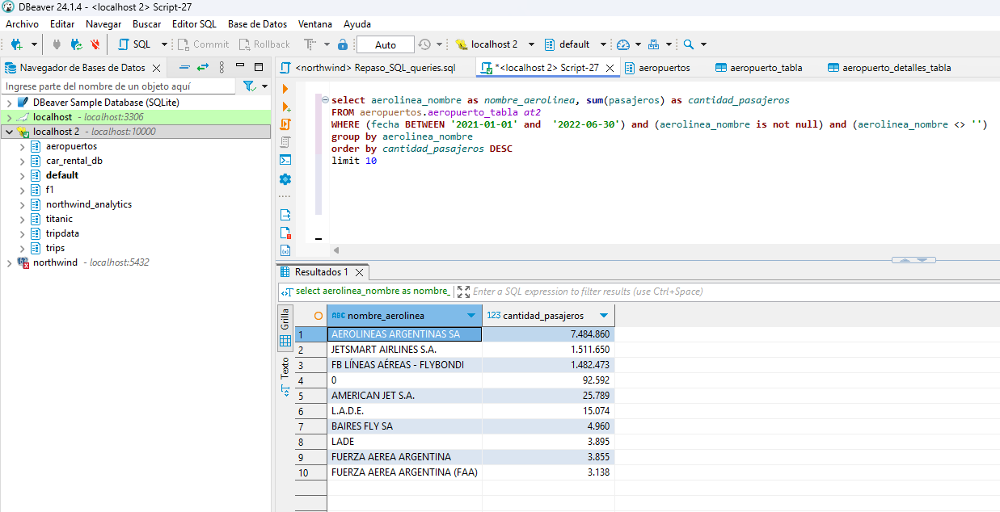 DBeaver 24.1.4 - <localhost 2> Script-27
Archivo Editar Navegar Buscar Editor SQL Base de Datos Ventana Ayuda
SQL Commit Rollback T Auto localhost 2 default
Navegador de Bases de Datos
<northwind> Repaso_SQL_queries.sql *<localhost 2> Script-27 aeropuertos aeropuerto_tabla aeropuerto_detalles_tabla
Ingrese parte del nombre de un objeto aquí
DBeaver Sample Database (SQLite)
localhost - localhost:3306
localhost 2 - localhost:10000
aeropuertos
car_rental_db
default
f1
northwind_analytics
titanic
tripdata
trips
northwind - localhost:5432
select aerolinea_nombre as nombre_aerolinea, sum(pasajeros) as cantidad_pasajeros
FROM aeropuertos.aeropuerto_tabla at2
WHERE (fecha BETWEEN '2021-01-01' and  '2022-06-30') and (aerolinea_nombre is not null) and (aerolinea_nombre <> '')
group by aerolinea_nombre
order by cantidad_pasajeros DESC
limit 10
Resultados 1
select aerolinea_nombre as nombre_ Enter a SQL expression to filter results (use Ctrl+Space)
Grilla
Texto
ABC nombre_aerolinea 123 cantidad_pasajeros
1 AEROLINEAS ARGENTINAS SA 7.484.860
2 JETSMART AIRLINES S.A. 1.511.650
3 FB LÍNEAS AÉREAS - FLYBONDI 1.482.473
4 0 92.592
5 AMERICAN JET S.A. 25.789
6 L.A.D.E. 15.074
7 BAIRES FLY SA 4.960
8 LADE 3.895
9 FUERZA AEREA ARGENTINA 3.855
10 FUERZA AEREA ARGENTINA (FAA) 3.138